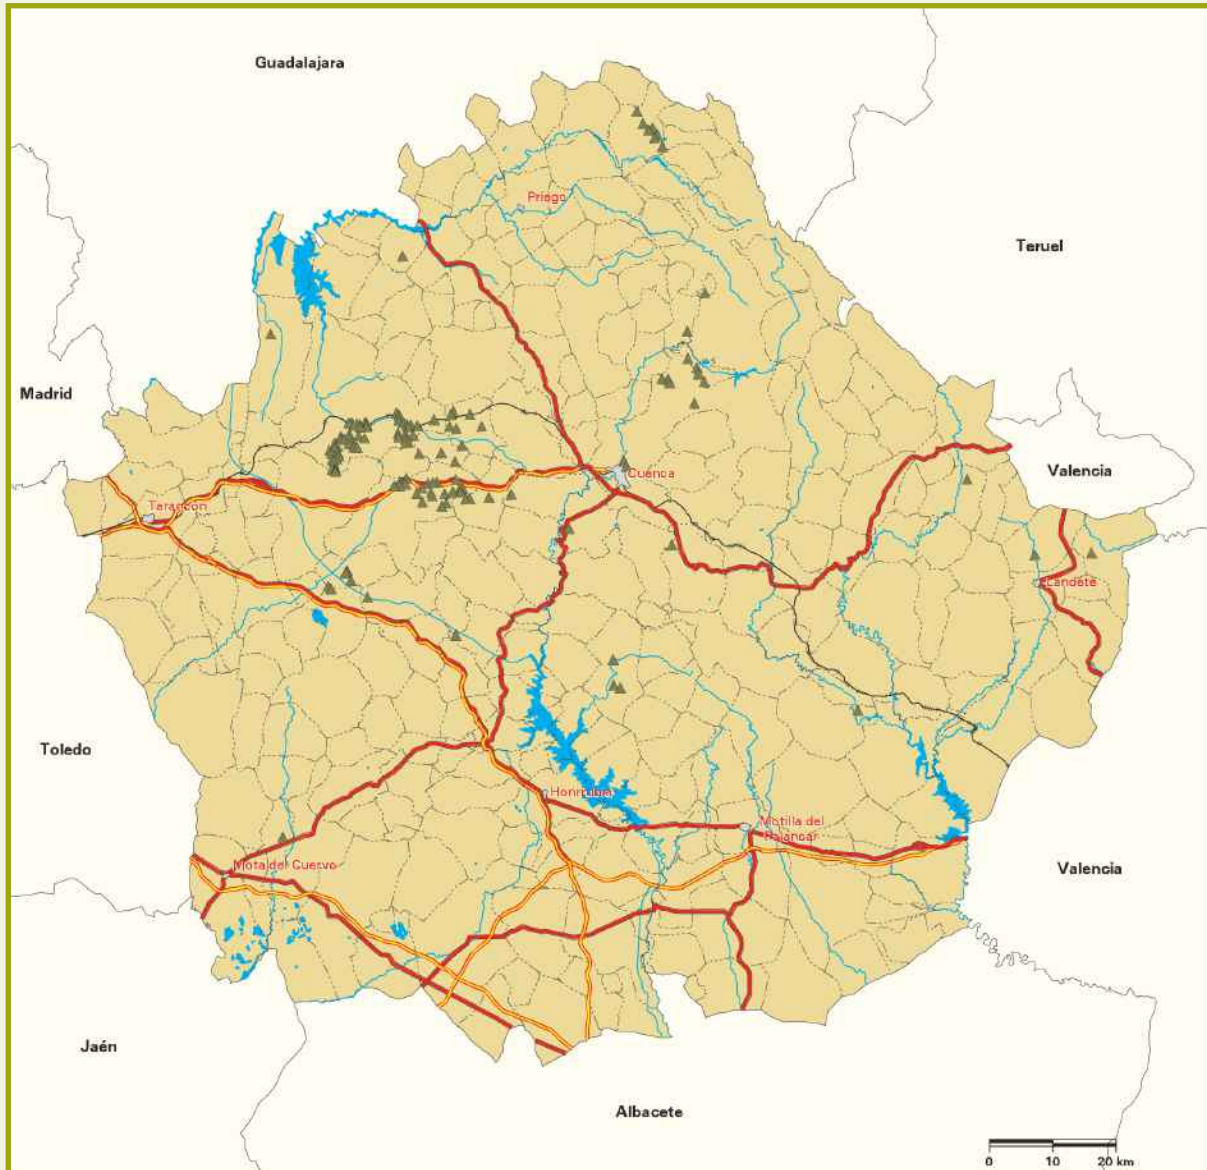 Guadalajara
Priego
Teruel
Madrid
Valencia
Cuenca
Tarancón
Landete
Toledo
Honrubia
Motilla del
Palancar
Mota del Cuervo
Valencia
Jaén
Albacete
0 10 20 km